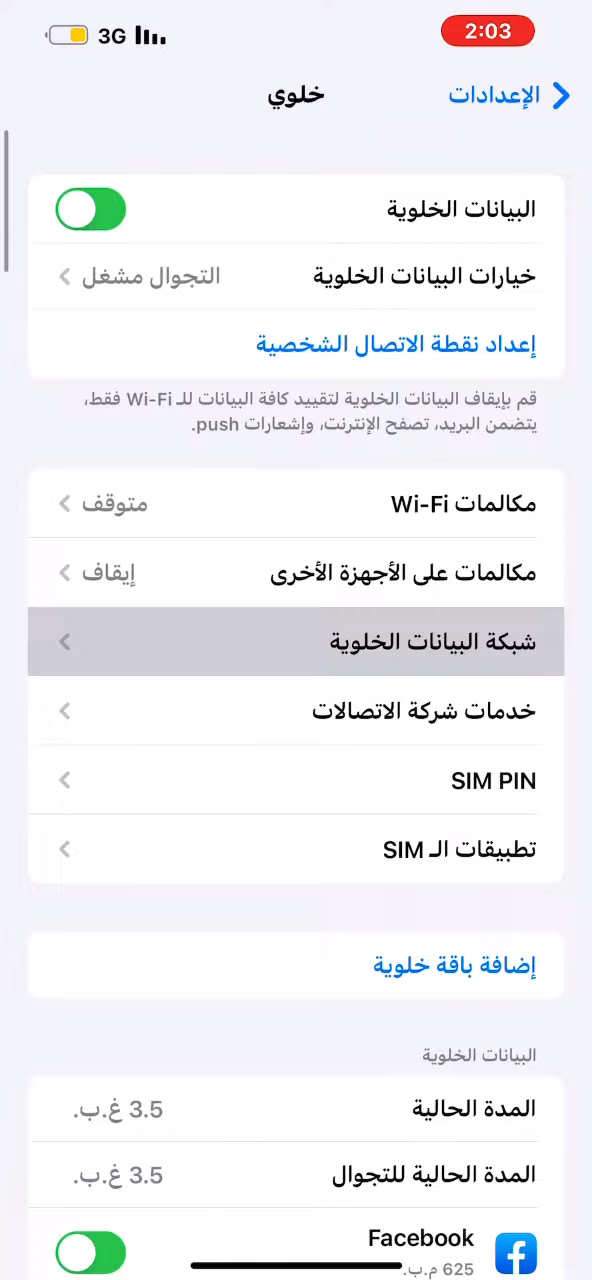 3G 2:03
الإعدادات
خلوي
البيانات الخلوية
خيارات البيانات الخلوية التجوال مشغل
إعداد نقطة الاتصال الشخصية
قم بإيقاف البيانات الخلوية لتقييد كافة البيانات للـ Wi-Fi فقط،
يتضمن البريد، تصفح الإنترنت، وإشعارات push.
مكالمات Wi-Fi متوقف
مكالمات على الأجهزة الأخرى إيقاف
شبكة البيانات الخلوية
خدمات شركة الاتصالات
SIM PIN
تطبيقات الـ SIM
إضافة باقة خلوية
البيانات الخلوية
المدة الحالية 3.5 غ.ب.
المدة الحالية للتجوال 3.5 غ.ب.
Facebook
625 م.ب.